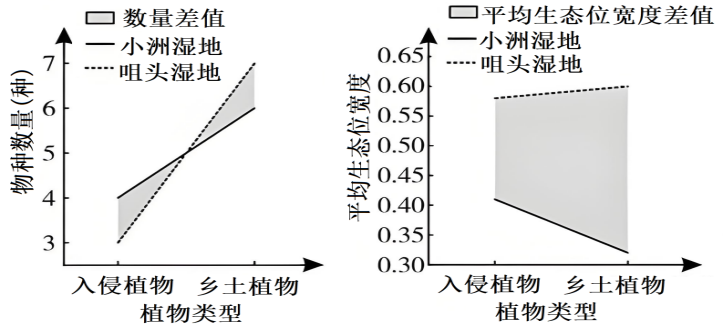 数量差值
小洲湿地
咀头湿地
物种数量(种)
7
6
5
4
3
入侵植物 乡土植物
植物类型
平均生态位宽度差值
小洲湿地
咀头湿地
平均生态位宽度
0.65
0.60
0.50
0.45
0.40
0.30
入侵植物 乡土植物
植物类型